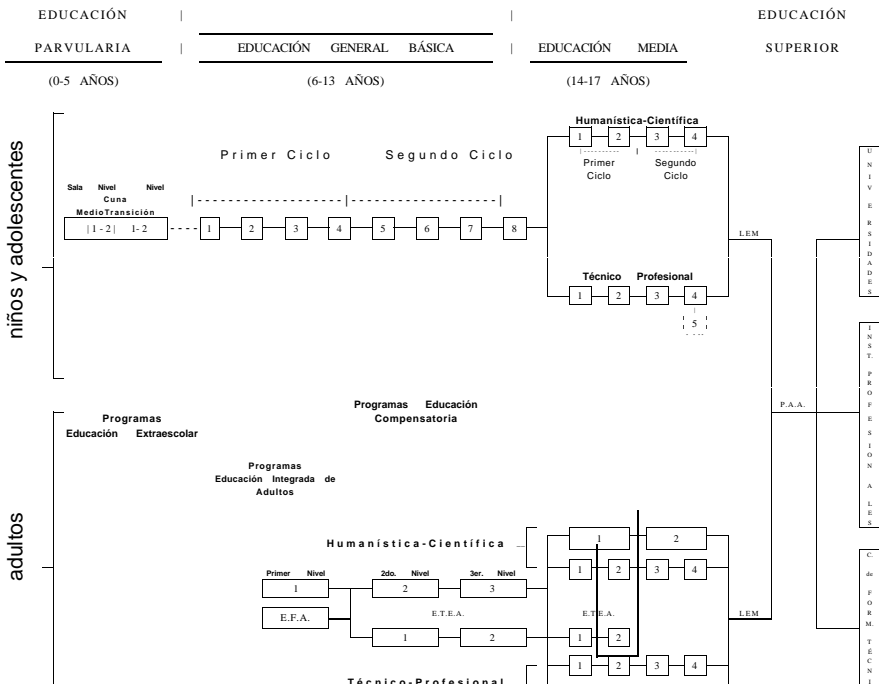 EDUCACIÓN | | EDUCACIÓN
PARVULARIA | EDUCACIÓN GENERAL BÁSICA | EDUCACIÓN MEDIA SUPERIOR
(0-5 AÑOS) (6-13 AÑOS) (14-17 AÑOS)
niños y adolescentes
Humanística-Científica
1 2 3 4
Primer Segundo
Ciclo Ciclo
Primer Ciclo Segundo Ciclo
Sala Nivel Nivel
Cuna
MedioTransición
|1-2| 1-2
1 2 3 4 5 6 7 8
LEM
Técnico Profesional
1 2 3 4
5
UNIVERSIDADES
P.A.A.
INST. PROFESIONALES
adultos
Programas
Educación Extraescolar
Programas Educación
Compensatoria
Programas
Educación Integrada de
Adultos
Humanística-Científica
1 2
1 2 3 4
Primer Nivel 2do. Nivel 3er. Nivel
1 2 3
E.F.A. E.T.E.A. E.T.E.A. LEM
1 2 1 2
1 2 3 4
Técnico-Profesional
C. de FORM. TÉCNI